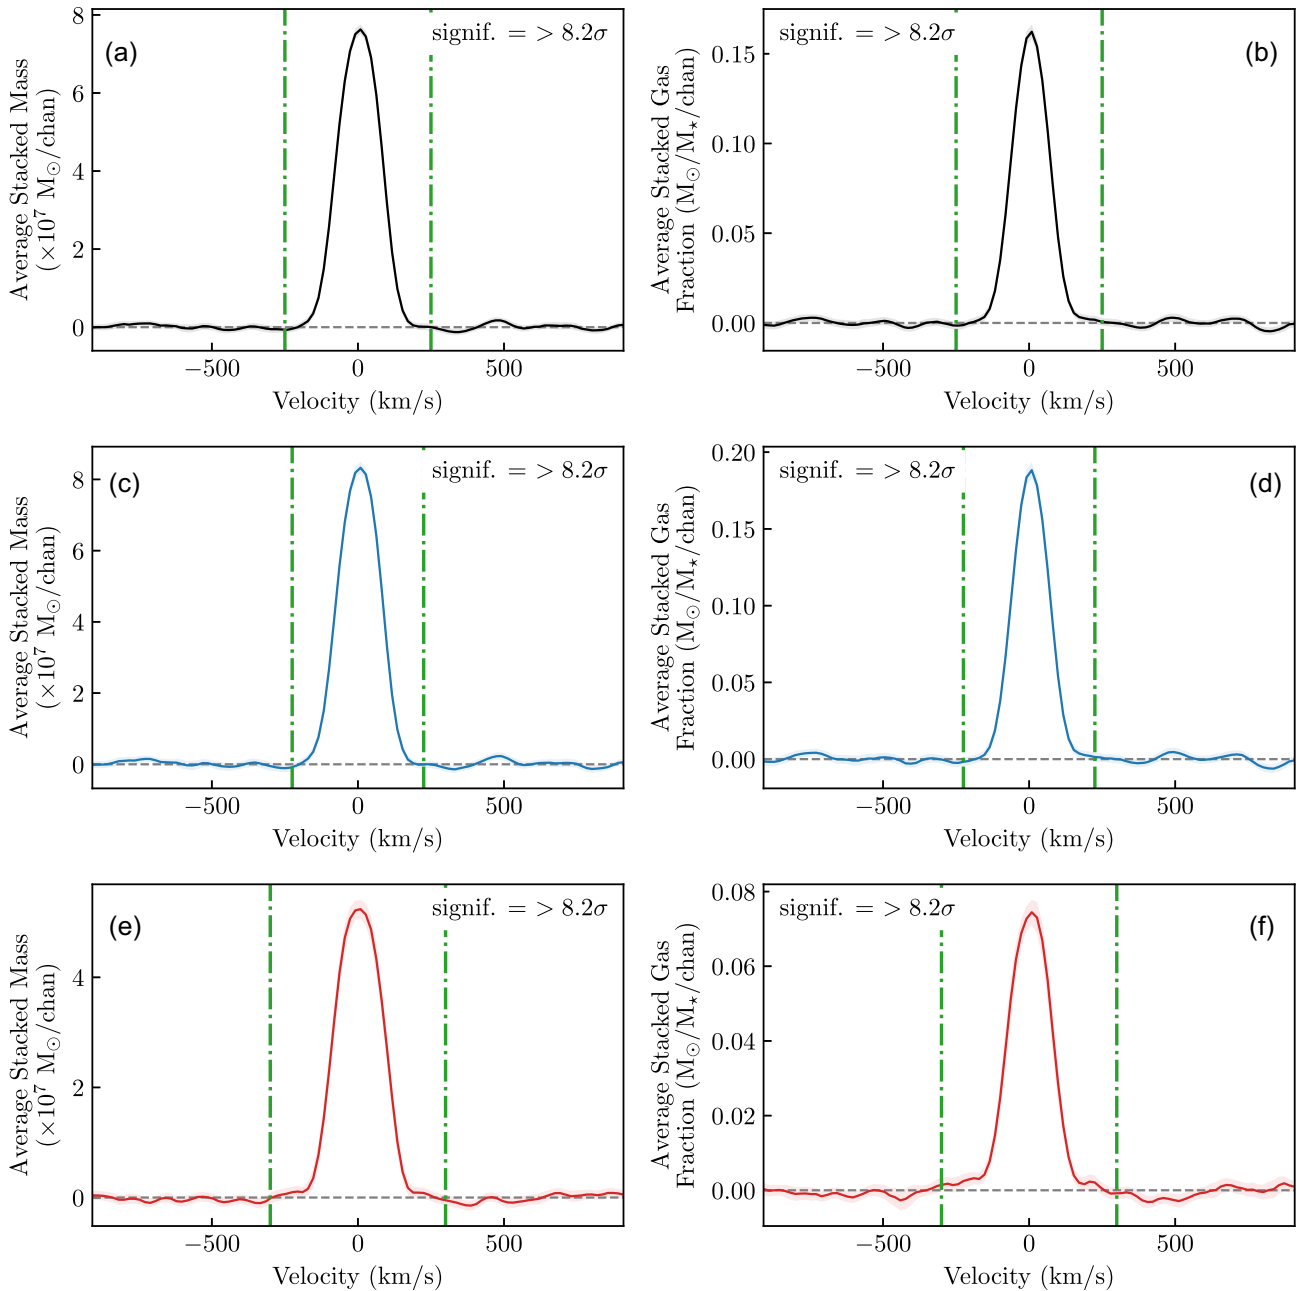 Average Stacked Mass
(×10⁷ M⊙/chan)
8
6
4
2
0
(a)
signif. = > 8.2σ
−500
0
500
Velocity (km/s)
Average Stacked Gas
Fraction (M⊙/M⋆/chan)
0.15
0.10
0.05
0.00
signif. = > 8.2σ
(b)
−500
0
500
Velocity (km/s)
Average Stacked Mass
(×10⁷ M⊙/chan)
8
6
4
2
0
(c)
signif. = > 8.2σ
−500
0
500
Velocity (km/s)
Average Stacked Gas
Fraction (M⊙/M⋆/chan)
0.20
0.15
0.10
0.05
0.00
signif. = > 8.2σ
(d)
−500
0
500
Velocity (km/s)
Average Stacked Mass
(×10⁷ M⊙/chan)
4
2
0
(e)
signif. = > 8.2σ
−500
0
500
Velocity (km/s)
Average Stacked Gas
Fraction (M⊙/M⋆/chan)
0.08
0.06
0.04
0.02
0.00
signif. = > 8.2σ
(f)
−500
0
500
Velocity (km/s)